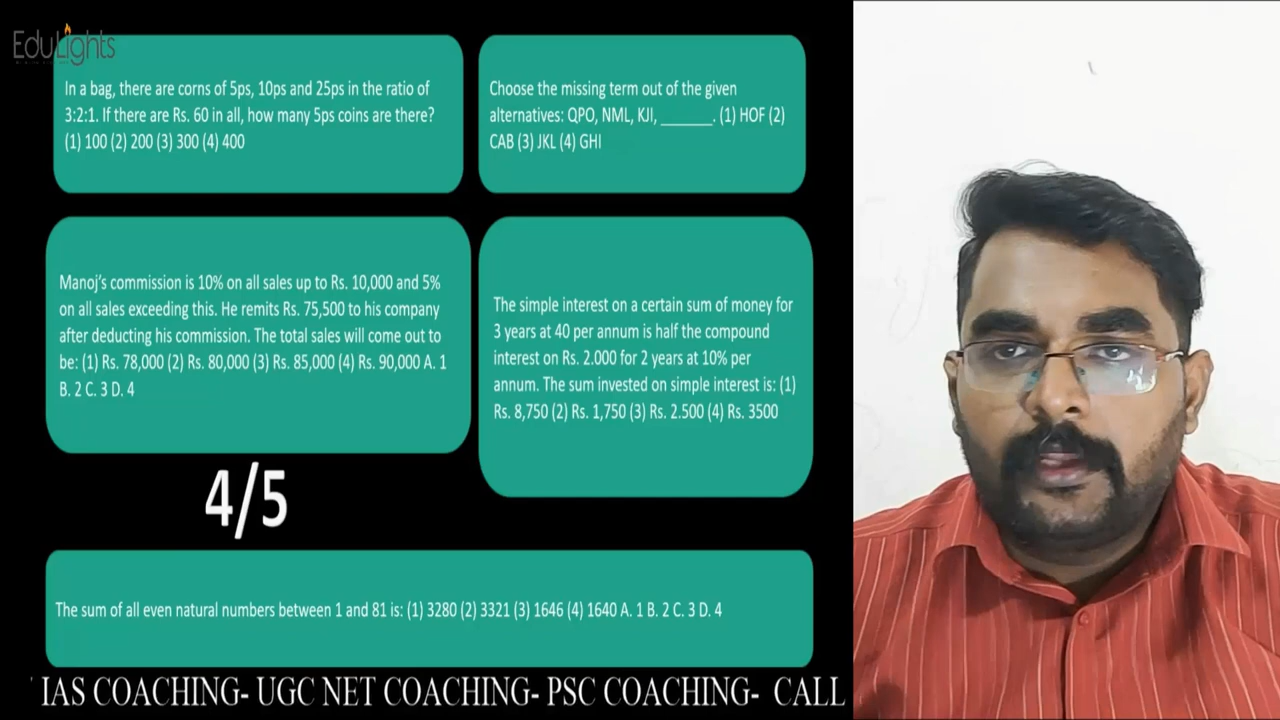 EduLights
In a bag, there are corns of 5ps, 10ps and 25ps in the ratio of
3:2:1. If there are Rs. 60 in all, how many 5ps coins are there?
(1) 100 (2) 200 (3) 300 (4) 400
Choose the missing term out of the given
alternatives: QPO, NML, KJI, _______. (1) HOF (2)
CAB (3) JKL (4) GHI
Manoj's commission is 10% on all sales up to Rs. 10,000 and 5%
on all sales exceeding this. He remits Rs. 75,500 to his company
after deducting his commission. The total sales will come out to
be: (1) Rs. 78,000 (2) Rs. 80,000 (3) Rs. 85,000 (4) Rs. 90,000 A. 1
B. 2 C. 3 D. 4
The simple interest on a certain sum of money for
3 years at 40 per annum is half the compound
interest on Rs. 2.000 for 2 years at 10% per
annum. The sum invested on simple interest is: (1)
Rs. 8,750 (2) Rs. 1,750 (3) Rs. 2.500 (4) Rs. 3500
4/5
The sum of all even natural numbers between 1 and 81 is: (1) 3280 (2) 3321 (3) 1646 (4) 1640 A. 1 B. 2 C. 3 D. 4
IAS COACHING- UGC NET COACHING- PSC COACHING- CALL